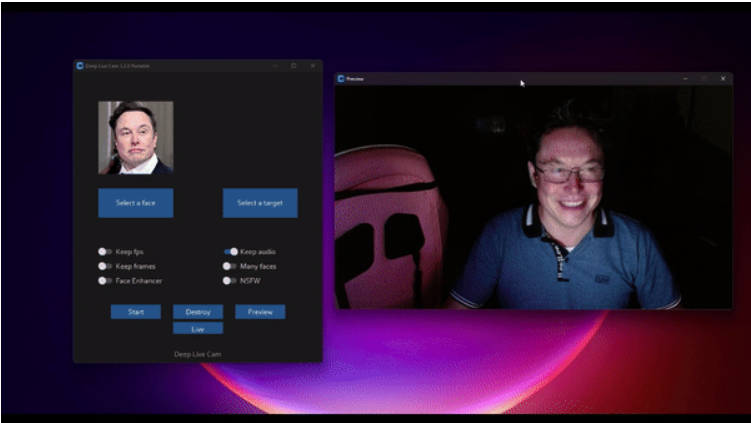 Deep Live Cam 1.3.0 Portable
Preview
Select a face
Select a target
Keep fps
Keep audio
Keep frames
Many faces
Face Enhancer
NSFW
Start
Destroy
Preview
Live
Deep Live Cam